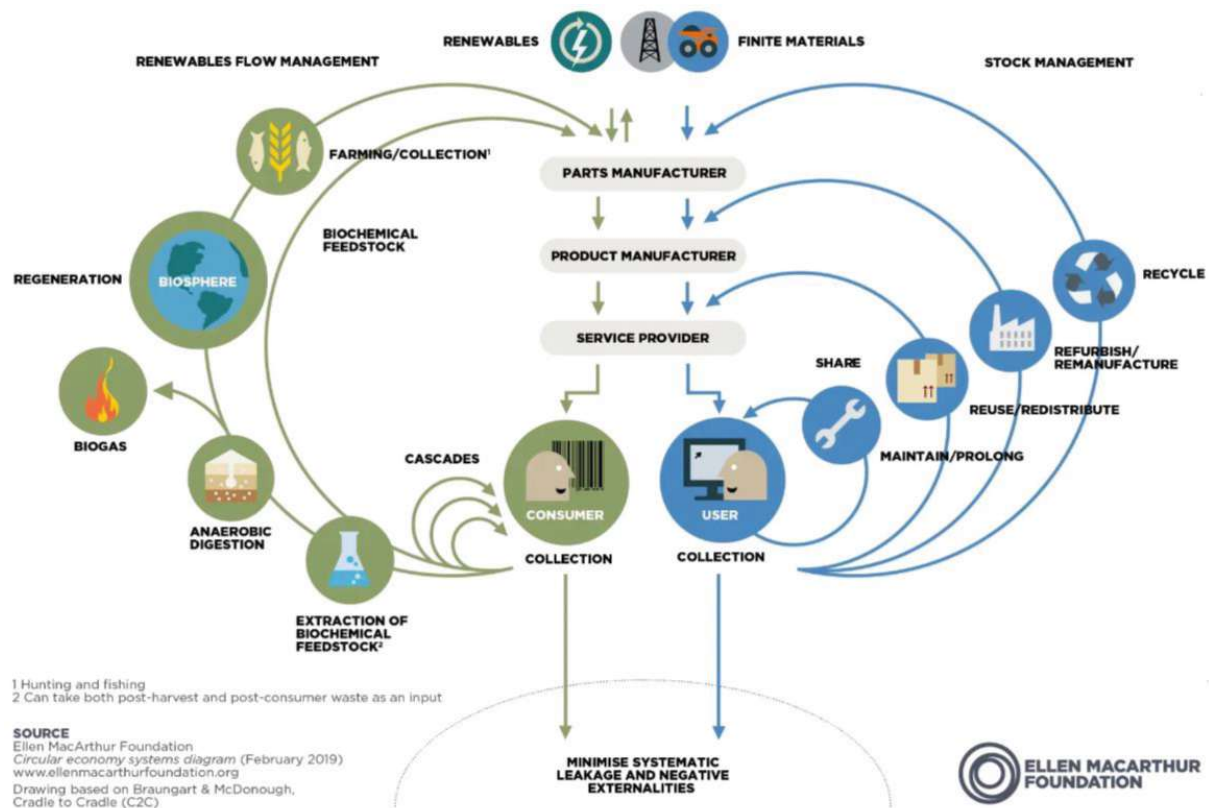 RENEWABLES
FINITE MATERIALS
RENEWABLES FLOW MANAGEMENT
STOCK MANAGEMENT
FARMING/COLLECTION¹
PARTS MANUFACTURER
BIOCHEMICAL
FEEDSTOCK
PRODUCT MANUFACTURER
REGENERATION
BIOSPHERE
RECYCLE
SERVICE PROVIDER
SHARE
REFURBISH/
REMANUFACTURE
REUSE/REDISTRIBUTE
BIOGAS
CASCADES
MAINTAIN/PROLONG
CONSUMER
USER
ANAEROBIC
DIGESTION
COLLECTION
COLLECTION
EXTRACTION OF
BIOCHEMICAL
FEEDSTOCK²
1 Hunting and fishing
2 Can take both post-harvest and post-consumer waste as an input
SOURCE
Ellen MacArthur Foundation
Circular economy systems diagram (February 2019)
www.ellenmacarthurfoundation.org
Drawing based on Braungart & McDonough,
Cradle to Cradle (C2C)
MINIMISE SYSTEMATIC
LEAKAGE AND NEGATIVE
EXTERNALITIES
ELLEN MACARTHUR
FOUNDATION